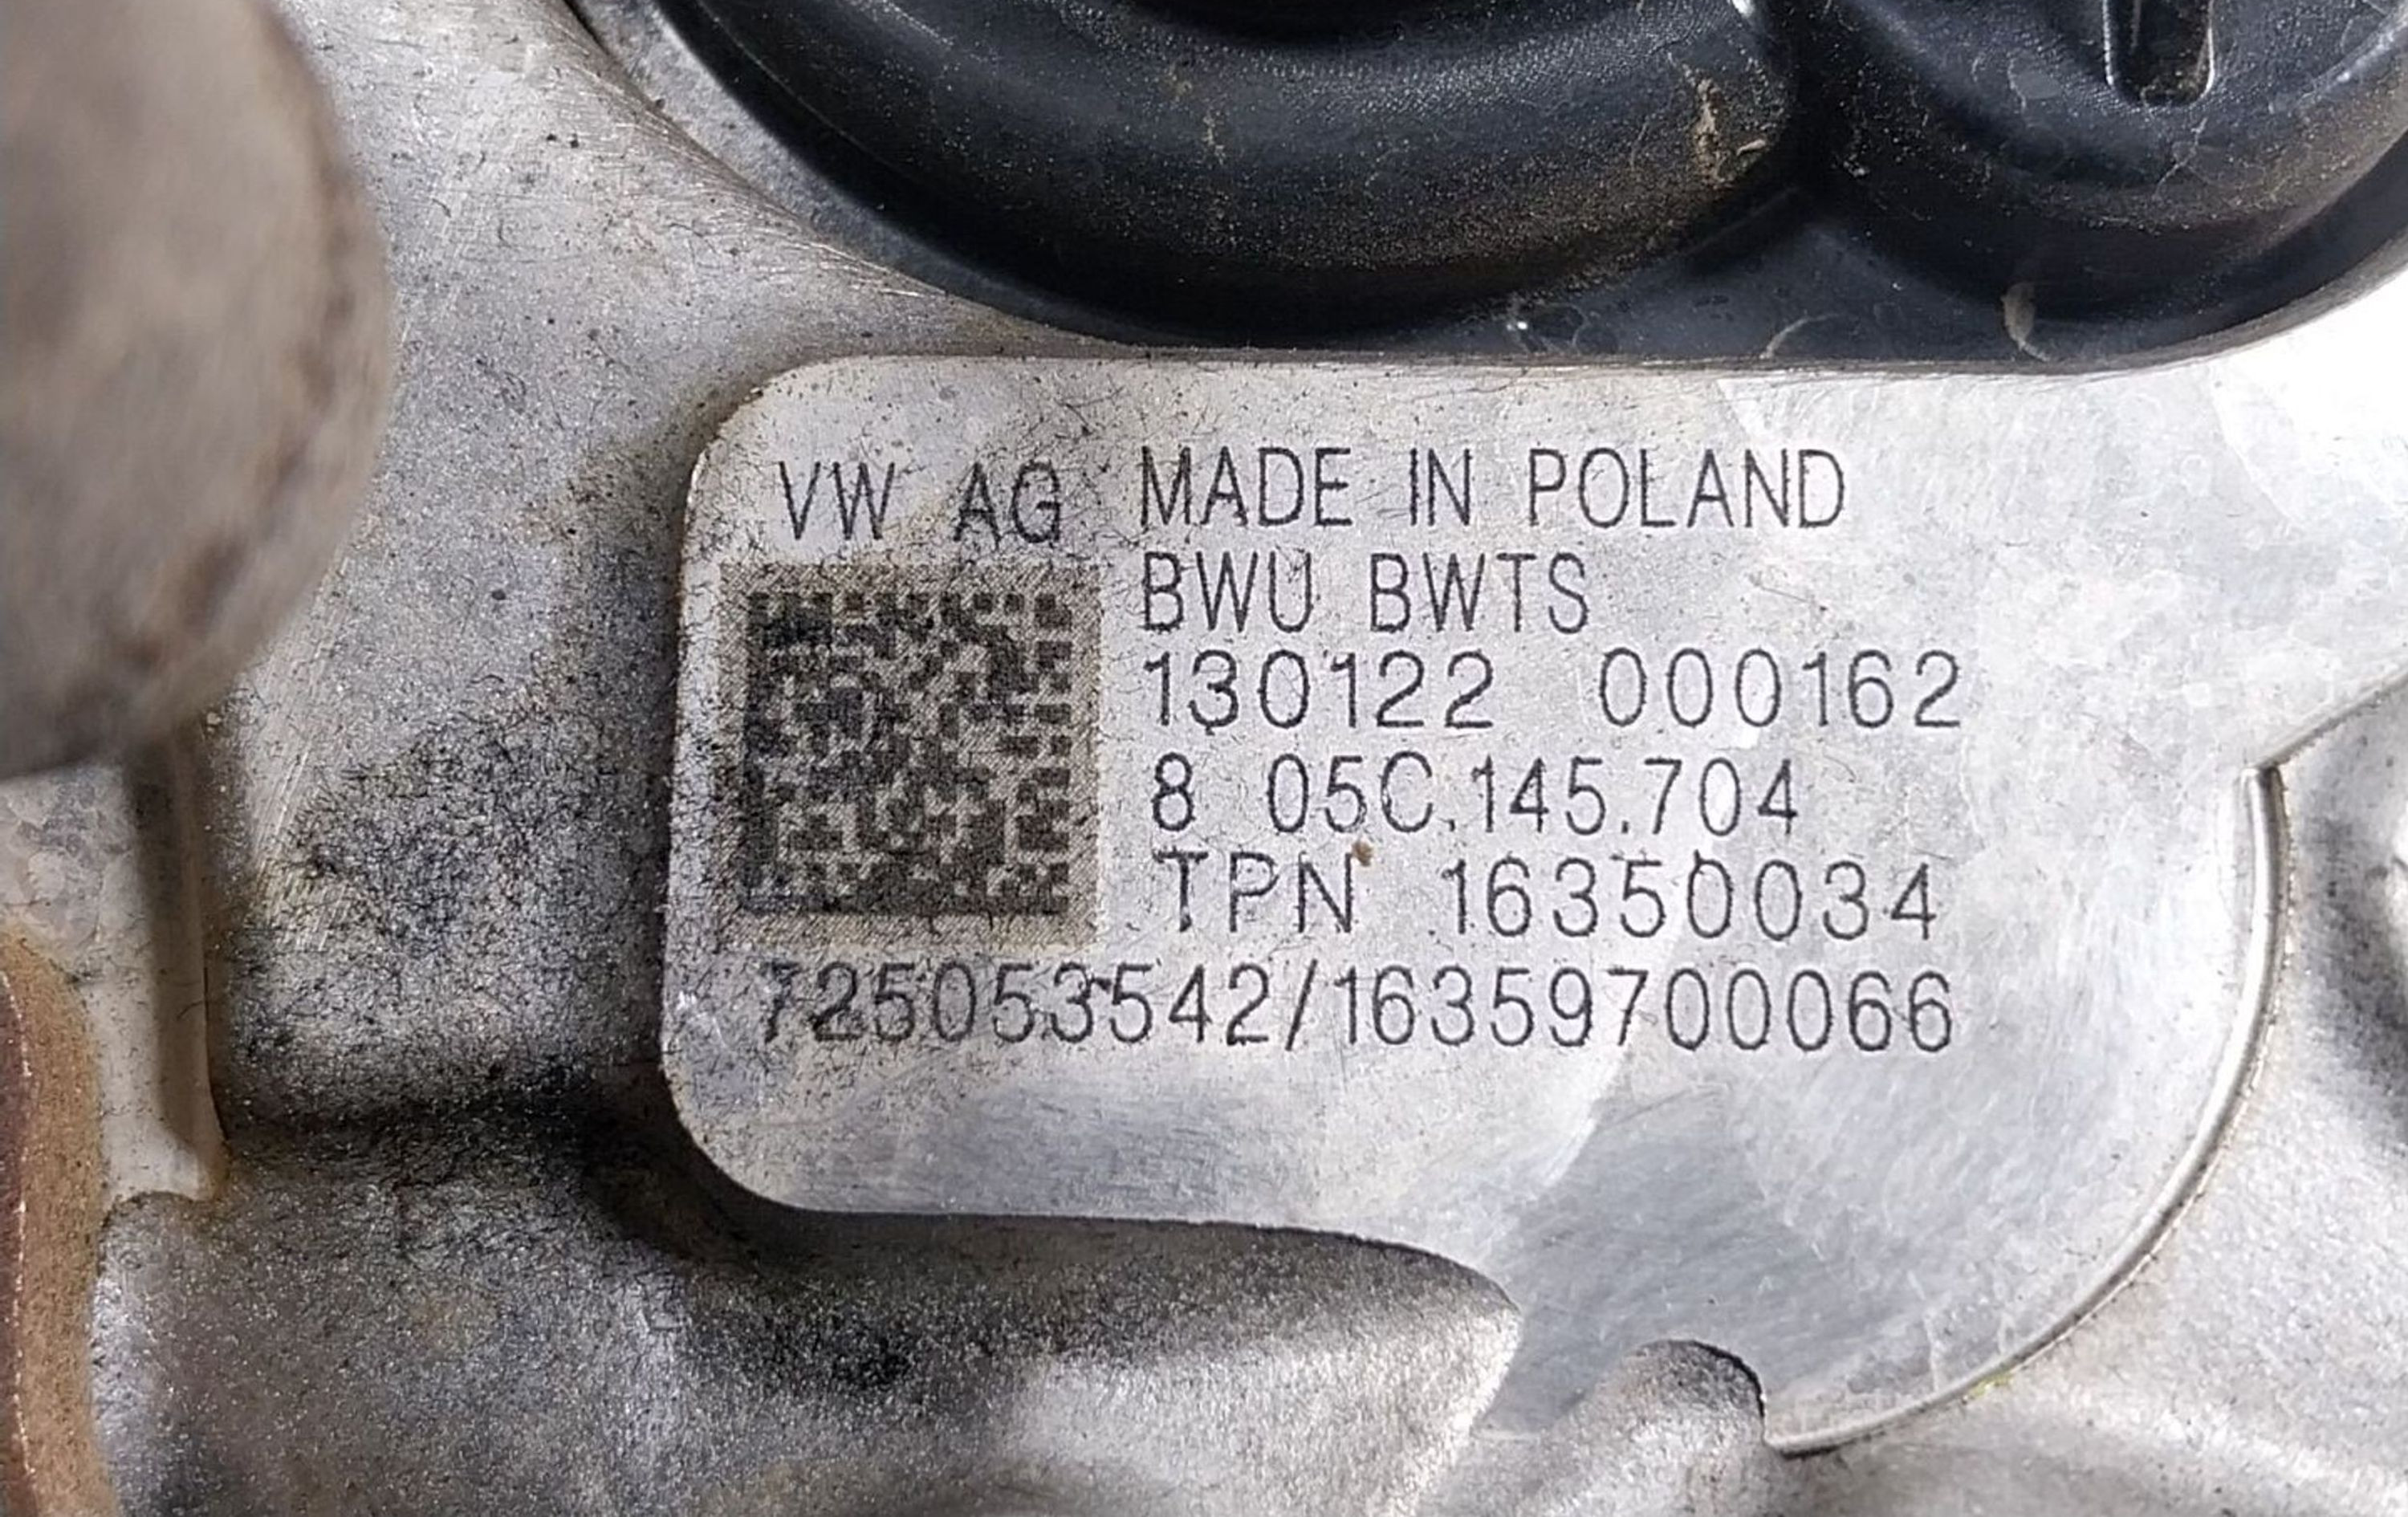 VW AG MADE IN POLAND
BWU BWTS
130122 000162
8 05C.145.704
TPN 16350034
725053542/16359700066